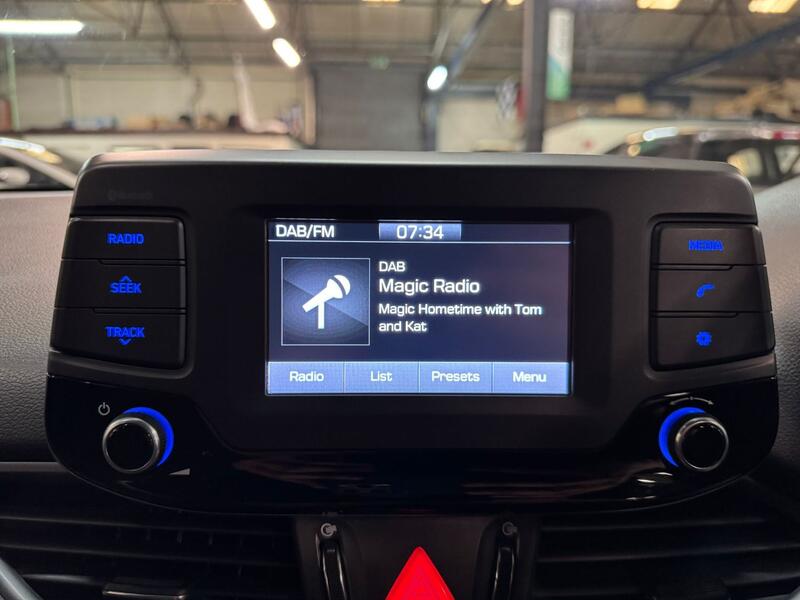 Bluetooth
DAB/FM 07:34
RADIO
SEEK
TRACK
DAB
Magic Radio
Magic Hometime with Tom
and Kat
Radio List Presets Menu
MEDIA